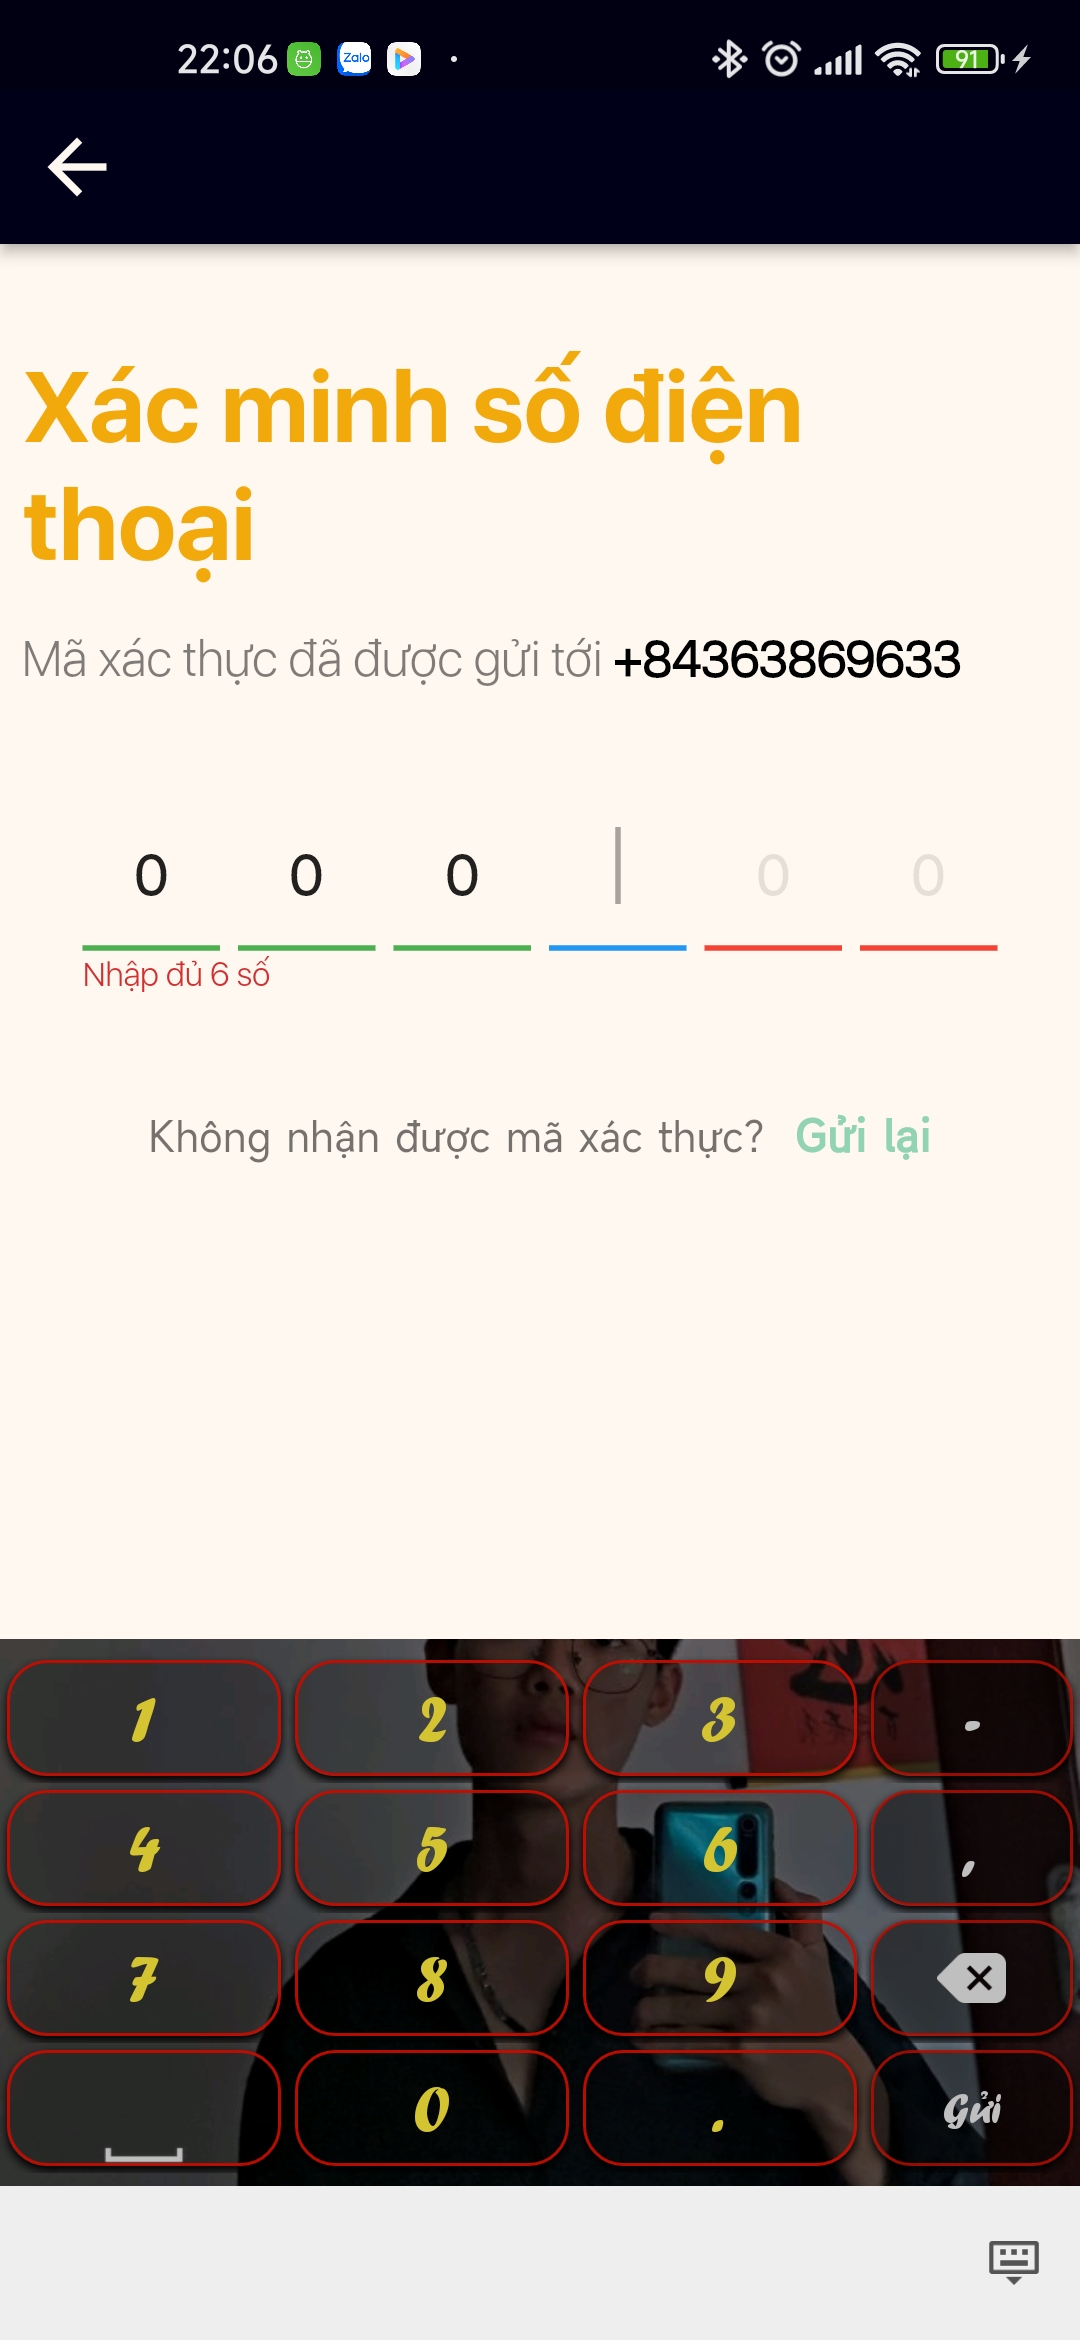 22:06 Zalo 91
Xác minh số điện
thoại
Mã xác thực đã được gửi tới +84363869633
0 0 0 0 0
Nhập đủ 6 số
Không nhận được mã xác thực? Gửi lại
1 2 3 -
4 5 6 ,
7 8 9
0 . Gửi